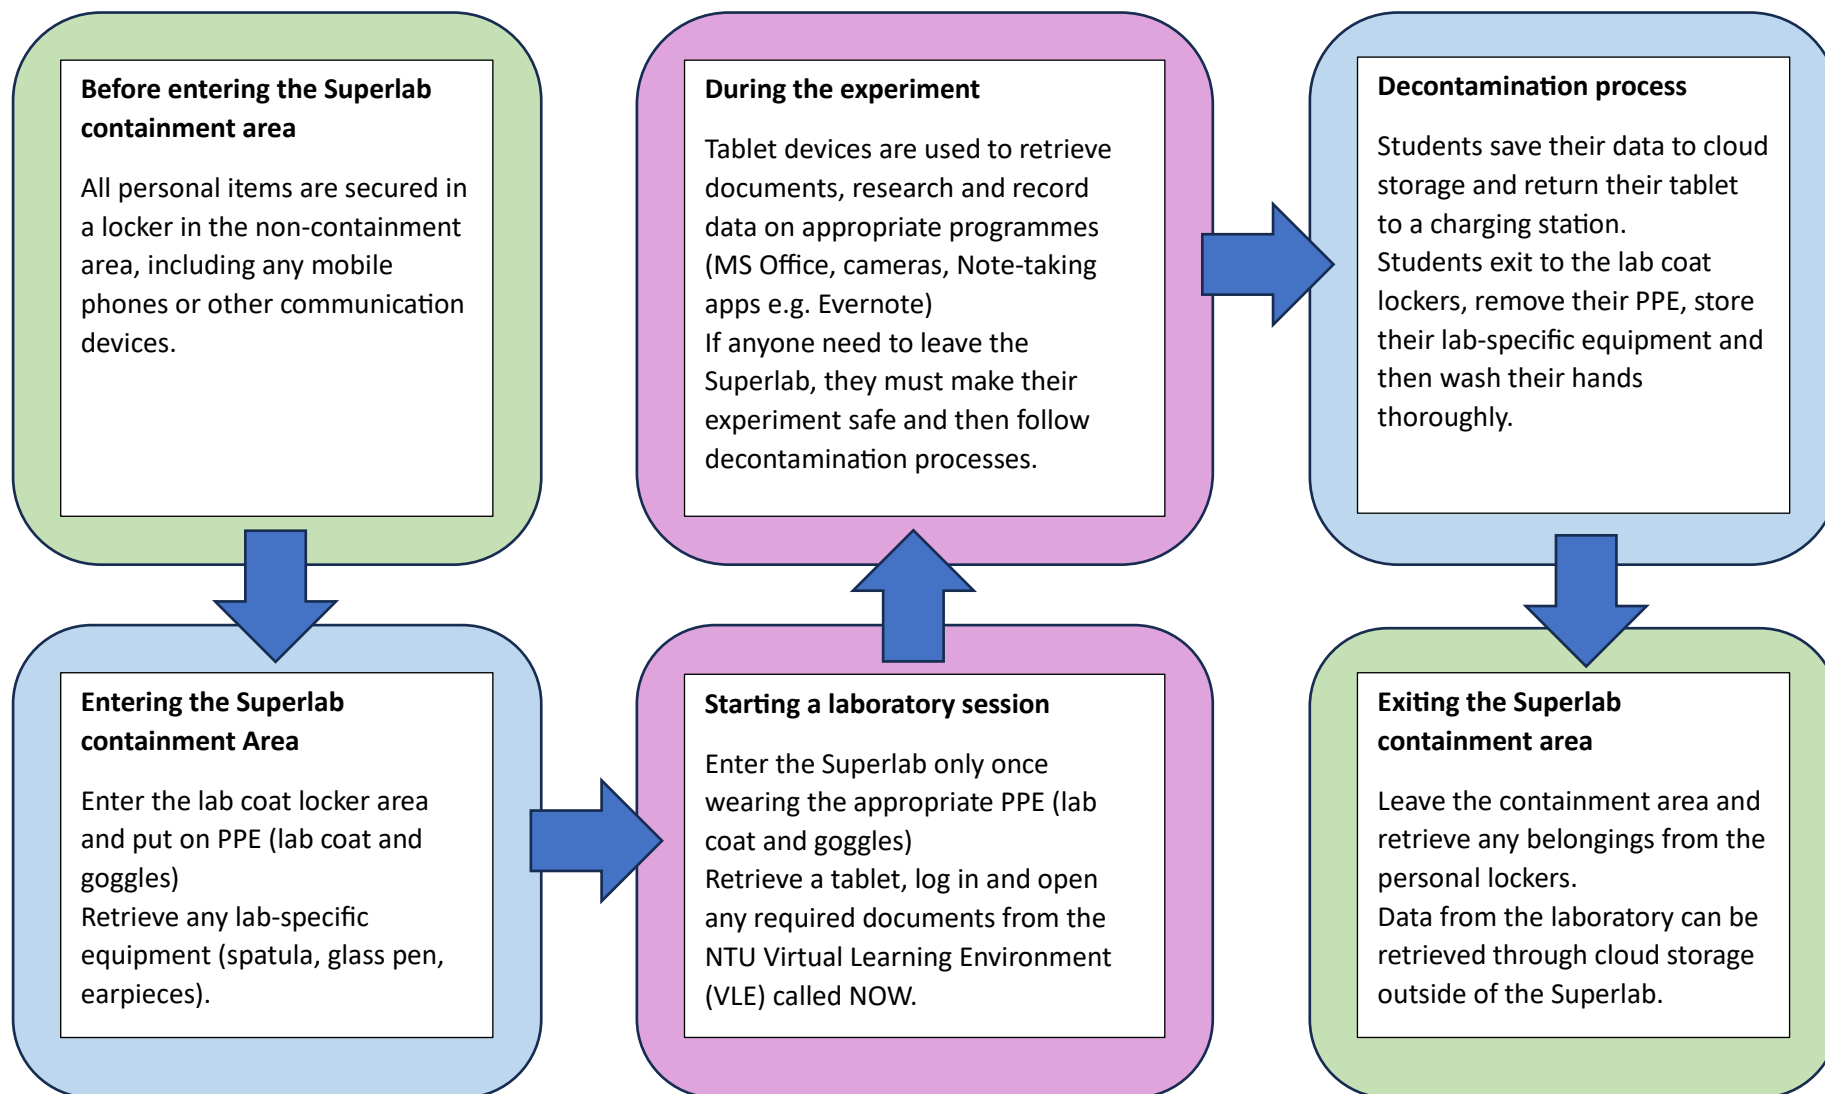 Before entering the Superlab
containment area
All personal items are secured in
a locker in the non-containment
area, including any mobile
phones or other communication
devices.
Entering the Superlab
containment Area
Enter the lab coat locker area
and put on PPE (lab coat and
goggles)
Retrieve any lab-specific
equipment (spatula, glass pen,
earpieces).
Starting a laboratory session
Enter the Superlab only once
wearing the appropriate PPE (lab
coat and goggles)
Retrieve a tablet, log in and open
any required documents from the
NTU Virtual Learning Environment
(VLE) called NOW.
During the experiment
Tablet devices are used to retrieve
documents, research and record
data on appropriate programmes
(MS Office, cameras, Note-taking
apps e.g. Evernote)
If anyone need to leave the
Superlab, they must make their
experiment safe and then follow
decontamination processes.
Decontamination process
Students save their data to cloud
storage and return their tablet
to a charging station.
Students exit to the lab coat
lockers, remove their PPE, store
their lab-specific equipment and
then wash their hands
thoroughly.
Exiting the Superlab
containment area
Leave the containment area and
retrieve any belongings from the
personal lockers.
Data from the laboratory can be
retrieved through cloud storage
outside of the Superlab.